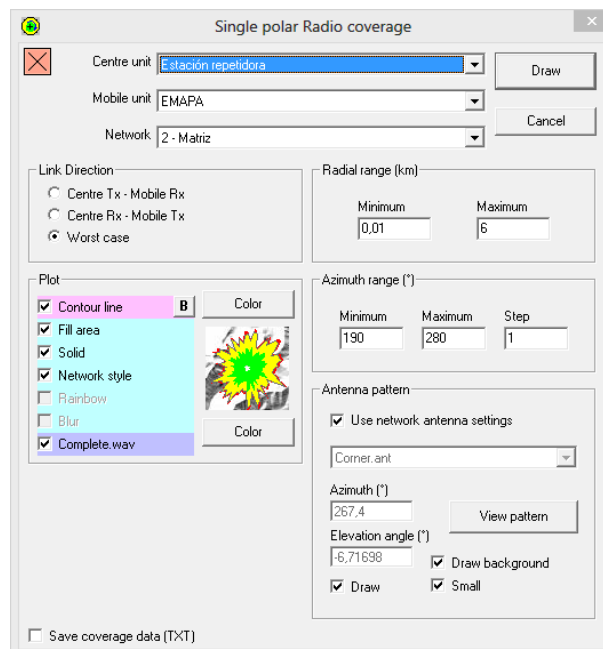 Single polar Radio coverage
Centre unit Estación repetidora Draw
Mobile unit EMAPA
Cancel
Network 2 - Matriz
Link Direction
Centre Tx - Mobile Rx
Centre Rx - Mobile Tx
Worst case
Radial range (km)
Minimum Maximum
0,01 6
Plot
Contour line B Color
Fill area
Solid
Network style
Rainbow
Blur
Complete.wav
Color
Azimuth range (°)
Minimum Maximum Step
190 280 1
Antenna pattern
Use network antenna settings
Corner.ant
Azimuth (°)
267,4 View pattern
Elevation angle (°)
-6,71698 Draw background
Draw Small
Save coverage data (TXT)